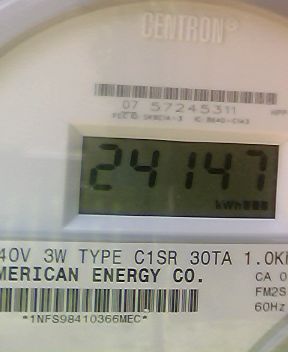 CENTRON®
07 57245311
24147
kWh
40V 3W TYPE C1SR 30TA 1.0K
MERICAN ENERGY CO.
CA 0
FM2S
60Hz
*1NFS98410366MEC*